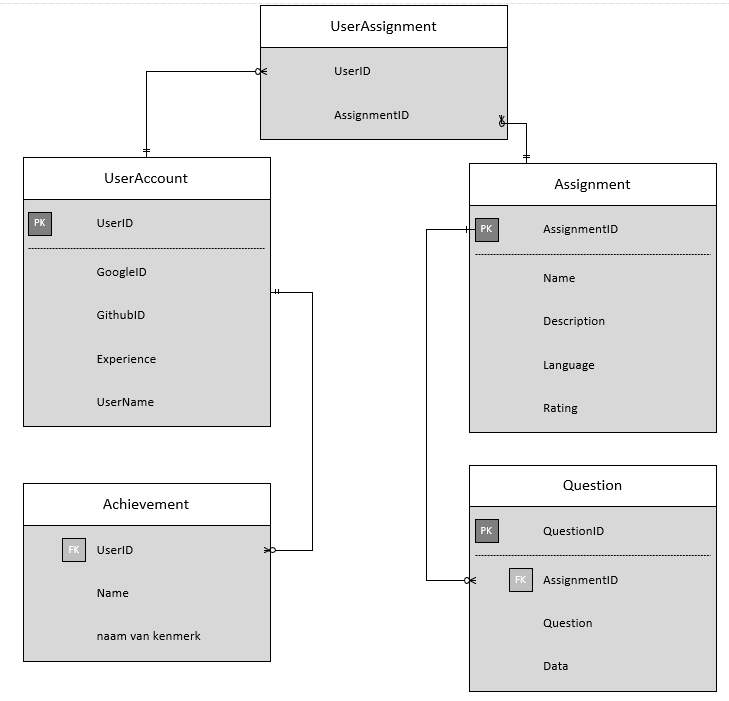 UserAssignment
UserID
AssignmentID
UserAccount
PK UserID
GoogleID
GithubID
Experience
UserName
Assignment
PK AssignmentID
Name
Description
Language
Rating
Achievement
FK UserID
Name
naam van kenmerk
Question
PK QuestionID
FK AssignmentID
Question
Data